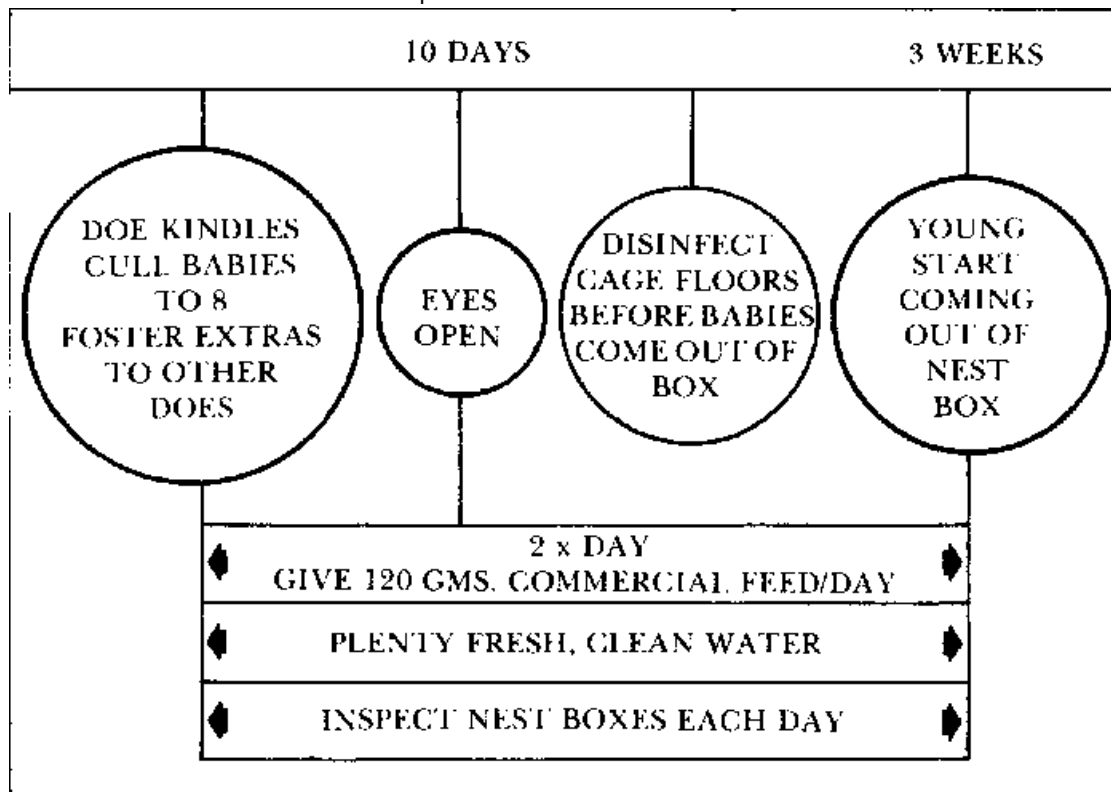 10 DAYS
3 WEEKS
DOE KINDLES
CULL BABIES
TO 8
FOSTER EXTRAS
TO OTHER
DOES
EYES
OPEN
DISINFECT
CAGE FLOORS
BEFORE BABIES
COME OUT OF
BOX
YOUNG
START
COMING
OUT OF
NEST
BOX
2 x DAY
GIVE 120 GMS. COMMERCIAL FEED/DAY
PLENTY FRESH, CLEAN WATER
INSPECT NEST BOXES EACH DAY